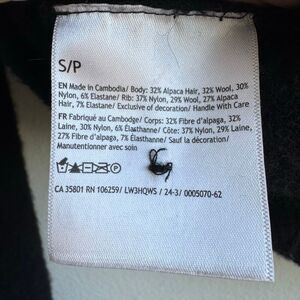 S/P
EN Made in Cambodia/ Body: 32% Alpaca Hair, 32% Wool, 30%
Nylon, 6% Elastane/ Rib: 37% Nylon, 29% Wool, 27% Alpaca
Hair, 7% Elastane/ Exclusive of decoration/ Handle With Care
FR Fabriqué au Cambodge/ Corps: 32% Fibre d'alpaga, 32%
Laine, 30% Nylon, 6% Élasthanne/ Côte: 37% Nylon, 29% Laine,
27% Fibre d'alpaga, 7% Élasthanne/ Sauf la décoration/
Manutentionner avec soin
CA 35801 RN 106259/ LW3HQWS / 24-3/ 0005070-62